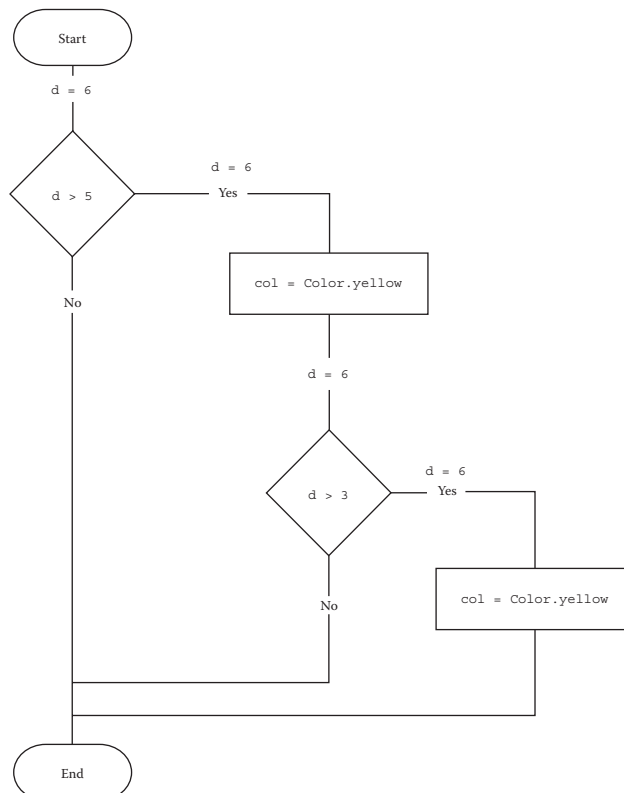 Start
d = 6
d > 5
d = 6
Yes
col = Color.yellow
No
d = 6
d > 3
d = 6
Yes
col = Color.yellow
No
End